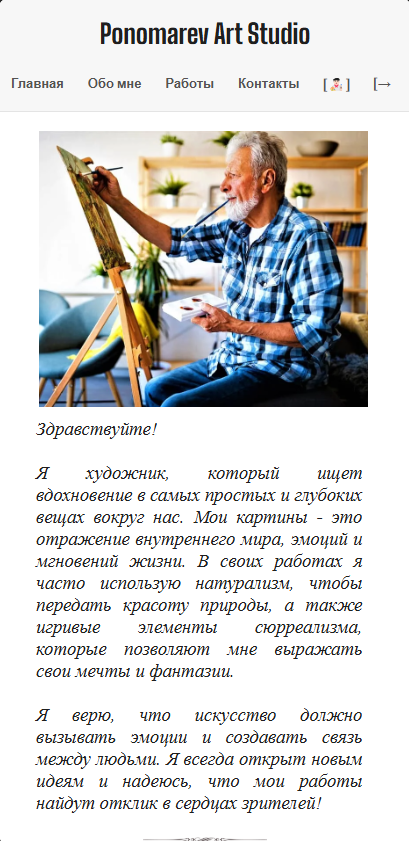 Ponomarev Art Studio
Главная Обо мне Работы Контакты [ ] [→
Здравствуйте!
Я художник, который ищет
вдохновение в самых простых и глубоких
вещах вокруг нас. Мои картины - это
отражение внутреннего мира, эмоций и
мгновений жизни. В своих работах я
часто использую натурализм, чтобы
передать красоту природы, а также
игривые элементы сюрреализма,
которые позволяют мне выражать
свои мечты и фантазии.
Я верю, что искусство должно
вызывать эмоции и создавать связь
между людьми. Я всегда открыт новым
идеям и надеюсь, что мои работы
найдут отклик в сердцах зрителей!